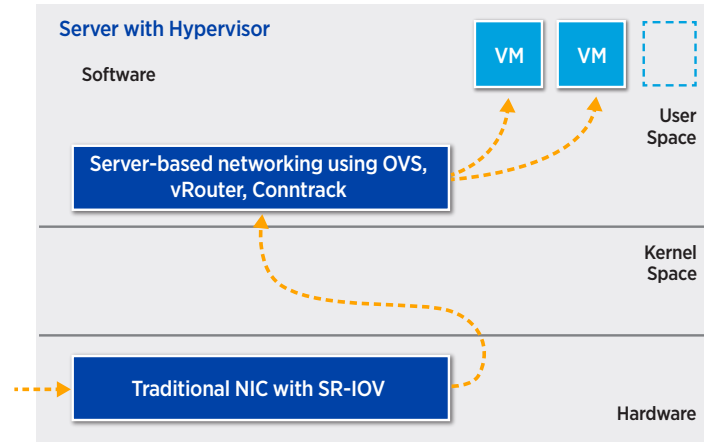 Server with Hypervisor
Software
VM
VM
User
Space
Server-based networking using OVS,
vRouter, Conntrack
Kernel
Space
Traditional NIC with SR-IOV
Hardware